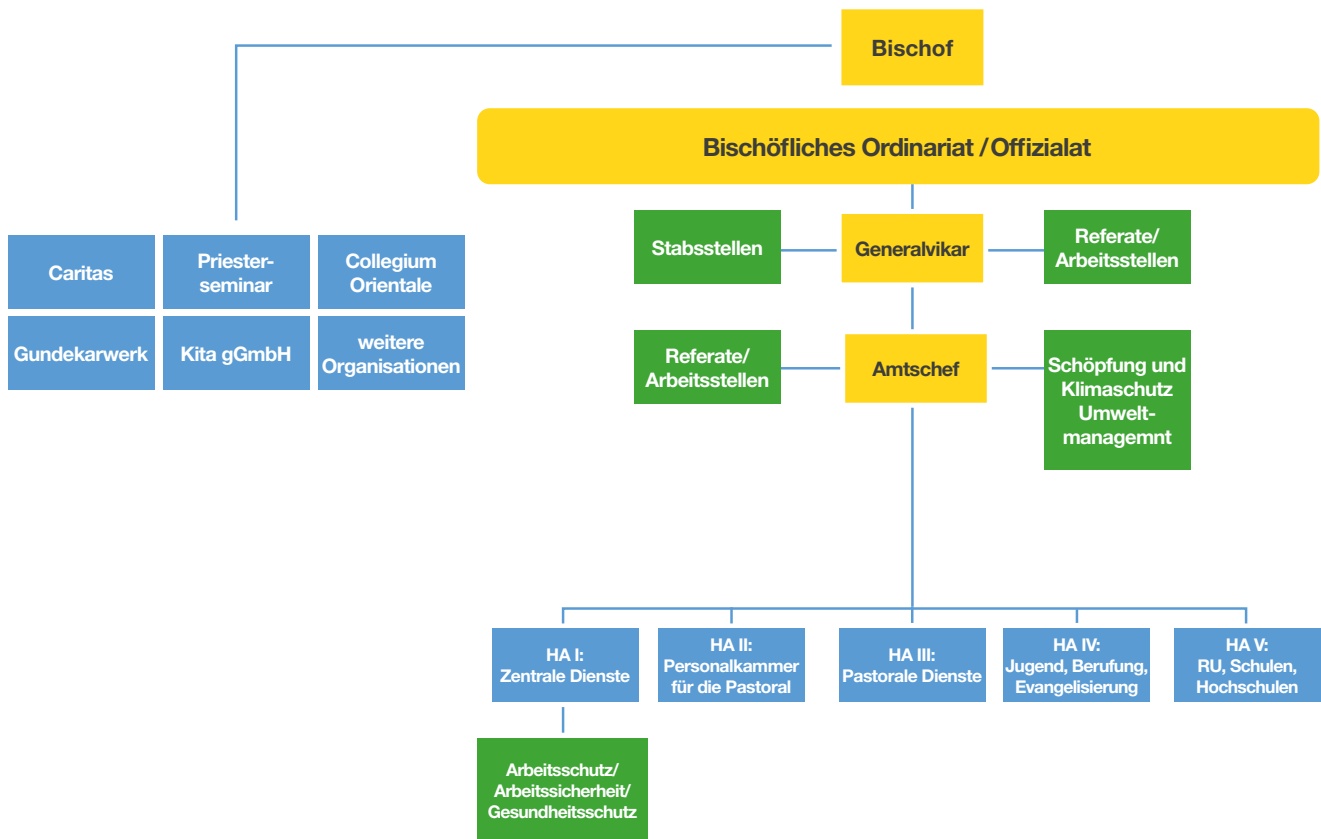 Bischof
Bischöfliches Ordinariat / Offizialat
Stabsstellen
Generalvikar
Referate/
Arbeitsstellen
Caritas
Priester-
seminar
Collegium
Orientale
Gundekarwerk
Kita gGmbH
weitere
Organisationen
Referate/
Arbeitsstellen
Amtschef
Schöpfung und
Klimaschutz
Umwelt-
managemnt
HA I:
Zentrale Dienste
HA II:
Personalkammer
für die Pastoral
HA III:
Pastorale Dienste
HA IV:
Jugend, Berufung,
Evangelisierung
HA V:
RU, Schulen,
Hochschulen
Arbeitsschutz/
Arbeitssicherheit/
Gesundheitsschutz